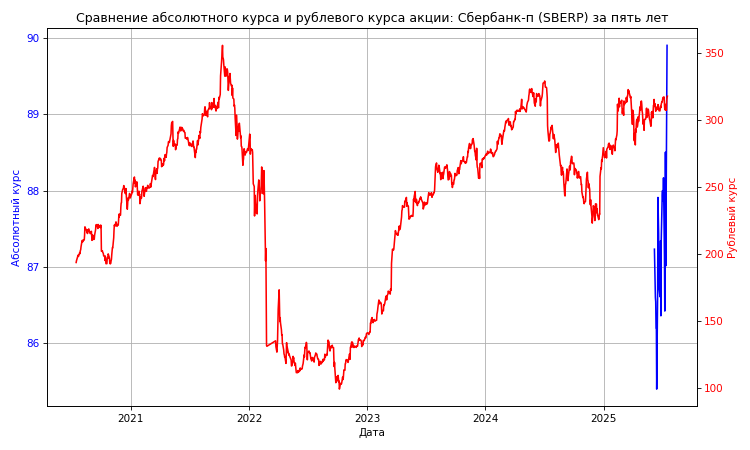 Сравнение абсолютного курса и рублевого курса акции: Сбербанк-п (SBERP) за пять лет
90
89
88
87
86
Абсолютный курс
350
300
250
200
150
100
Рублевый курс
2021 2022 2023 2024 2025
Дата